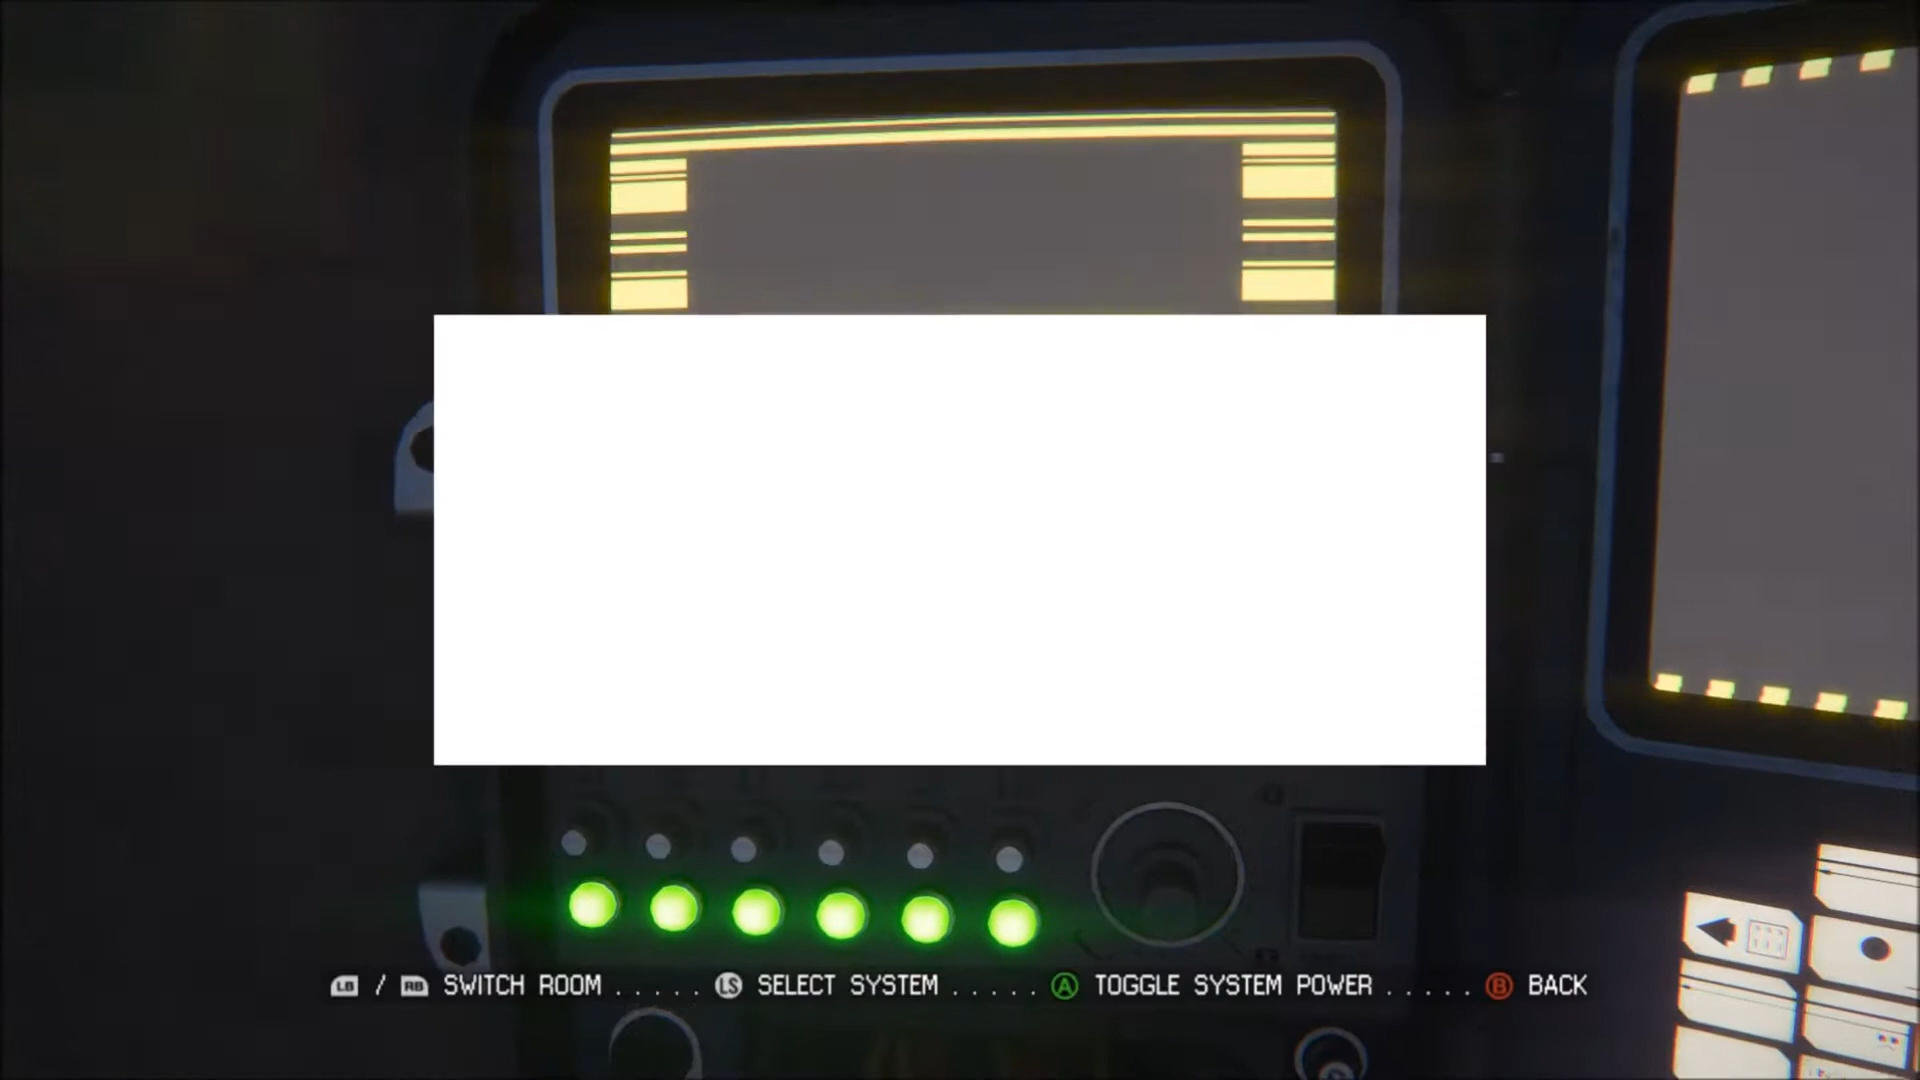 LB / RB SWITCH ROOM ..... LS SELECT SYSTEM ...... A TOGGLE SYSTEM POWER ...... B BACK